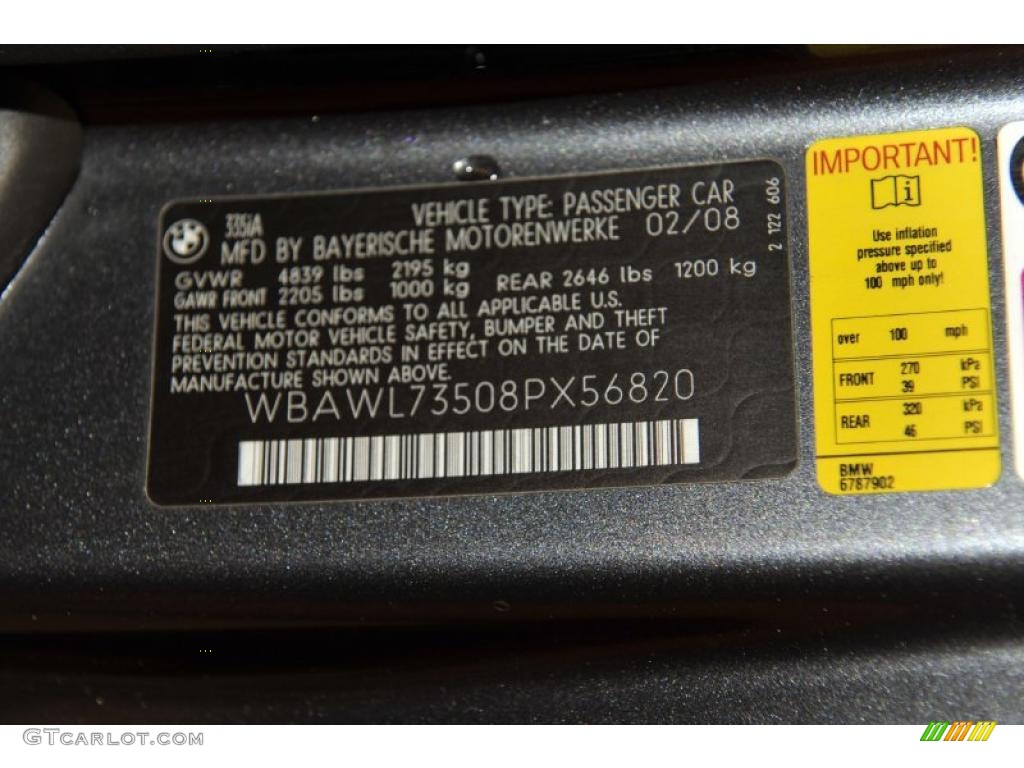 335iA
VEHICLE TYPE: PASSENGER CAR
MFD BY BAYERISCHE MOTORENWERKE 02/08
GVWR 4839 lbs 2195 kg
GAWR FRONT 2205 lbs 1000 kg REAR 2646 lbs 1200 kg
THIS VEHICLE CONFORMS TO ALL APPLICABLE U.S.
FEDERAL MOTOR VEHICLE SAFETY, BUMPER AND THEFT
PREVENTION STANDARDS IN EFFECT ON THE DATE OF
MANUFACTURE SHOWN ABOVE.
WBAWL73508PX56820
2 122 606
IMPORTANT!
i
Use inflation
pressure specified
above up to
100 mph only!
over 100 mph
FRONT 270 kPa
39 PSI
REAR 320 kPa
46 PSI
BMW
6787902
GTCarlot.com